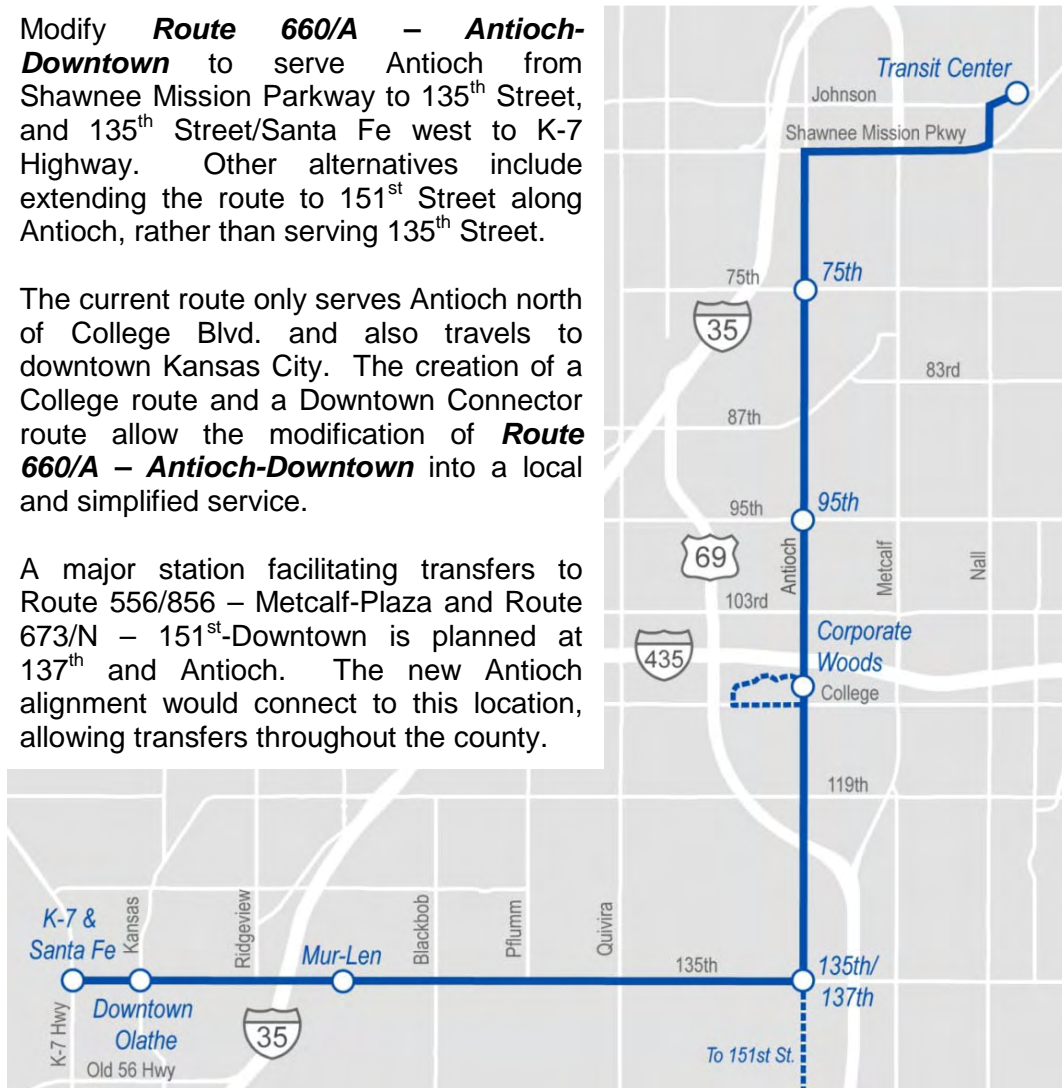 Modify Route 660/A – Antioch-
Downtown to serve Antioch from
Shawnee Mission Parkway to 135th Street,
and 135th Street/Santa Fe west to K-7
Highway. Other alternatives include
extending the route to 151st Street along
Antioch, rather than serving 135th Street.
The current route only serves Antioch north
of College Blvd. and also travels to
downtown Kansas City. The creation of a
College route and a Downtown Connector
route allow the modification of Route
660/A – Antioch-Downtown into a local
and simplified service.
A major station facilitating transfers to
Route 556/856 – Metcalf-Plaza and Route
673/N – 151st-Downtown is planned at
137th and Antioch. The new Antioch
alignment would connect to this location,
allowing transfers throughout the county.
Transit Center
Johnson
Shawnee Mission Pkwy
75th
75th
35
83rd
87th
95th
95th
69
Antioch
Metcalf
Nall
103rd
435
Corporate
Woods
College
119th
K-7 &
Santa Fe
Kansas
Ridgeview
Mur-Len
Blackbob
Pflumm
Quivira
135th
135th/
137th
K-7 Hwy
Downtown
Olathe
35
Old 56 Hwy
To 151st St.